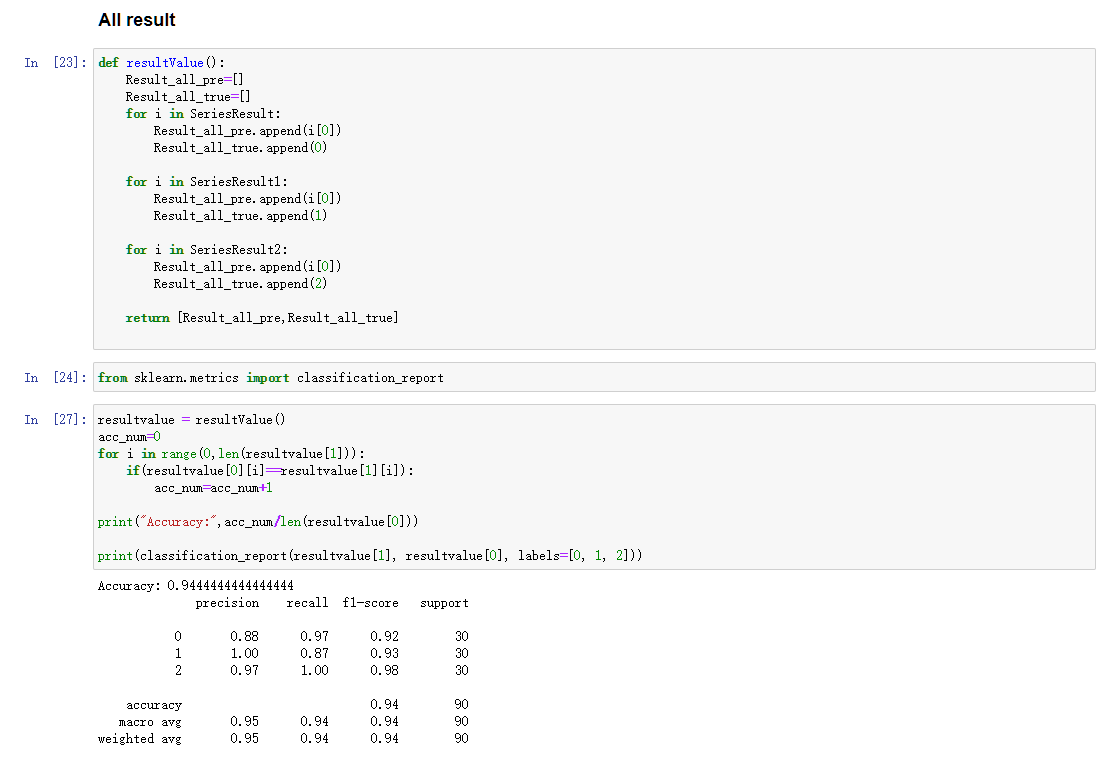 All result
In [23]: def resultValue():
    Result_all_pre=[]
    Result_all_true=[]
    for i in SeriesResult:
        Result_all_pre.append(i[0])
        Result_all_true.append(0)

    for i in SeriesResult1:
        Result_all_pre.append(i[0])
        Result_all_true.append(1)

    for i in SeriesResult2:
        Result_all_pre.append(i[0])
        Result_all_true.append(2)

    return [Result_all_pre,Result_all_true]
In [24]: from sklearn.metrics import classification_report
In [27]: resultvalue = resultValue()
acc_num=0
for i in range(0,len(resultvalue[1])):
    if(resultvalue[0][i]==resultvalue[1][i]):
        acc_num=acc_num+1

print("Accuracy:",acc_num/len(resultvalue[0]))

print(classification_report(resultvalue[1], resultvalue[0], labels=[0, 1, 2]))
Accuracy: 0.9444444444444444
              precision    recall  f1-score   support

           0       0.88      0.97      0.92        30
           1       1.00      0.87      0.93        30
           2       0.97      1.00      0.98        30

    accuracy                           0.94        90
   macro avg       0.95      0.94      0.94        90
weighted avg       0.95      0.94      0.94        90